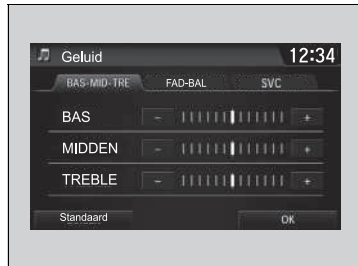 Geluid 12:34
BAS-MID-TRE FAD-BAL SVC
BAS - +
MIDDEN - +
TREBLE - +
Standaard OK